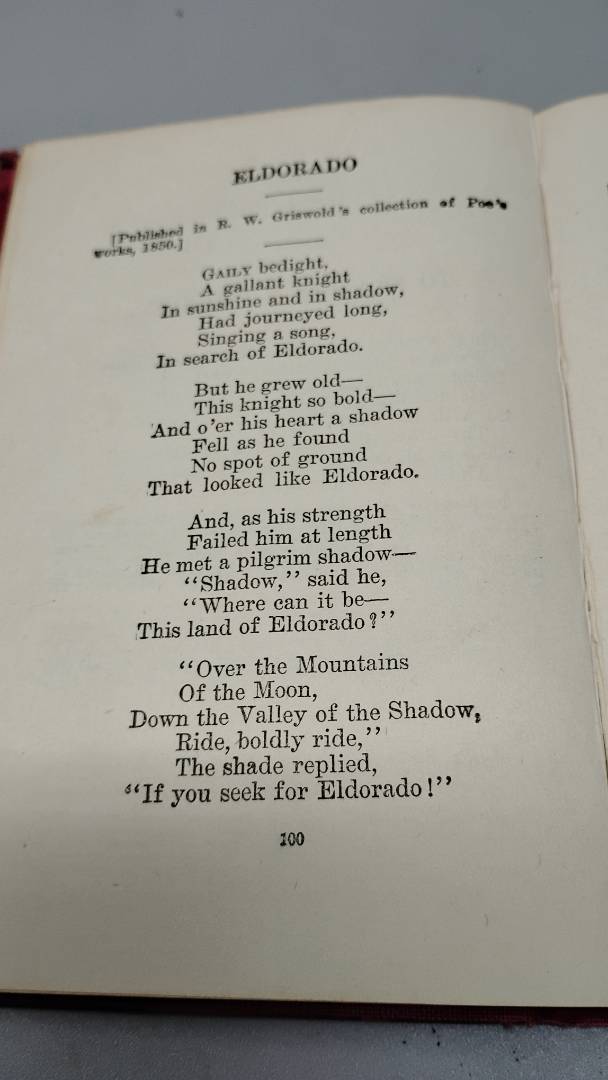 ELDORADO
[Published in R. W. Griswold's collection of Poe's
works, 1850.]
GAILY bedight,
A gallant knight
In sunshine and in shadow,
Had journeyed long,
Singing a song,
In search of Eldorado.
But he grew old—
This knight so bold—
And o'er his heart a shadow
Fell as he found
No spot of ground
That looked like Eldorado.
And, as his strength
Failed him at length
He met a pilgrim shadow—
"Shadow," said he,
"Where can it be—
This land of Eldorado?"
"Over the Mountains
Of the Moon,
Down the Valley of the Shadow,
Ride, boldly ride,"
The shade replied,
"If you seek for Eldorado!"
100